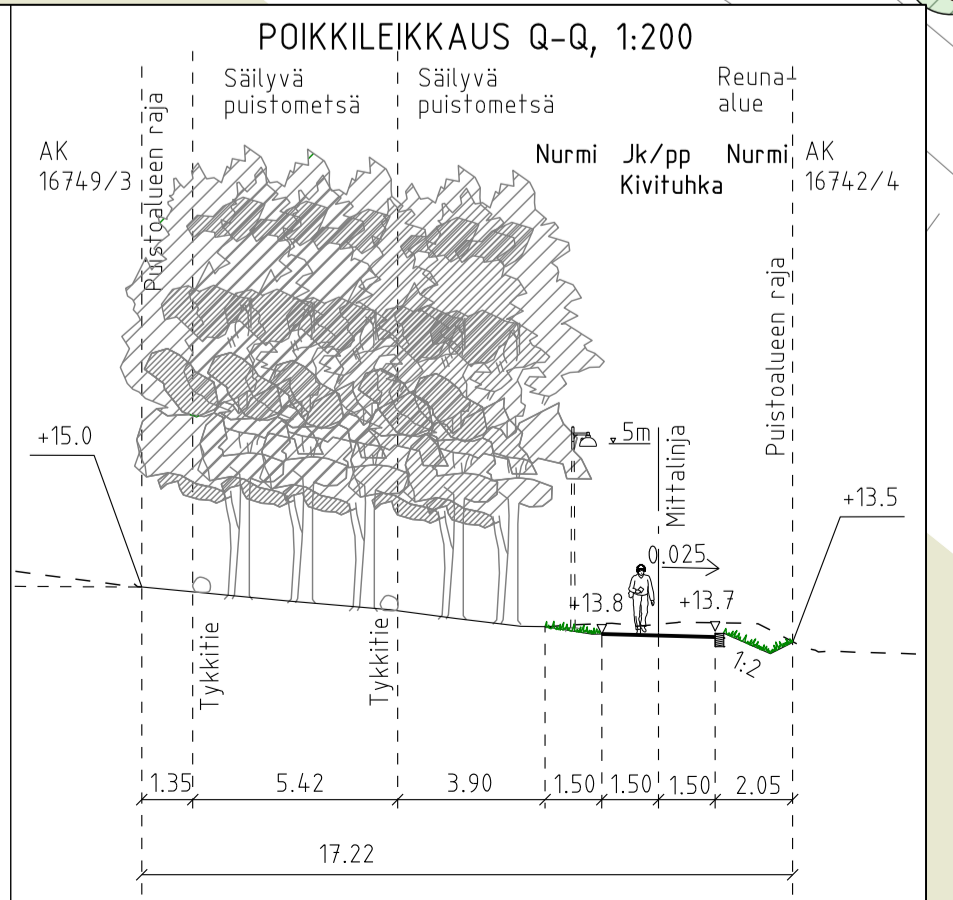 POIKKILEIKKAUS Q-Q, 1:200
Säilyvä
puistometsä
Säilyvä
puistometsä
Reuna-
alue
AK
16749/3
Puistoalueen raja
Nurmi
Jk/pp
Kivituhka
Nurmi
AK
16742/4
Puistoalueen raja
+15.0
5m
Mittalinja
+13.5
0.025
+13.8
+13.7
1:2
Tykkitie
Tykkitie
1.35
5.42
3.90
1.50
1.50
1.50
2.05
17.22